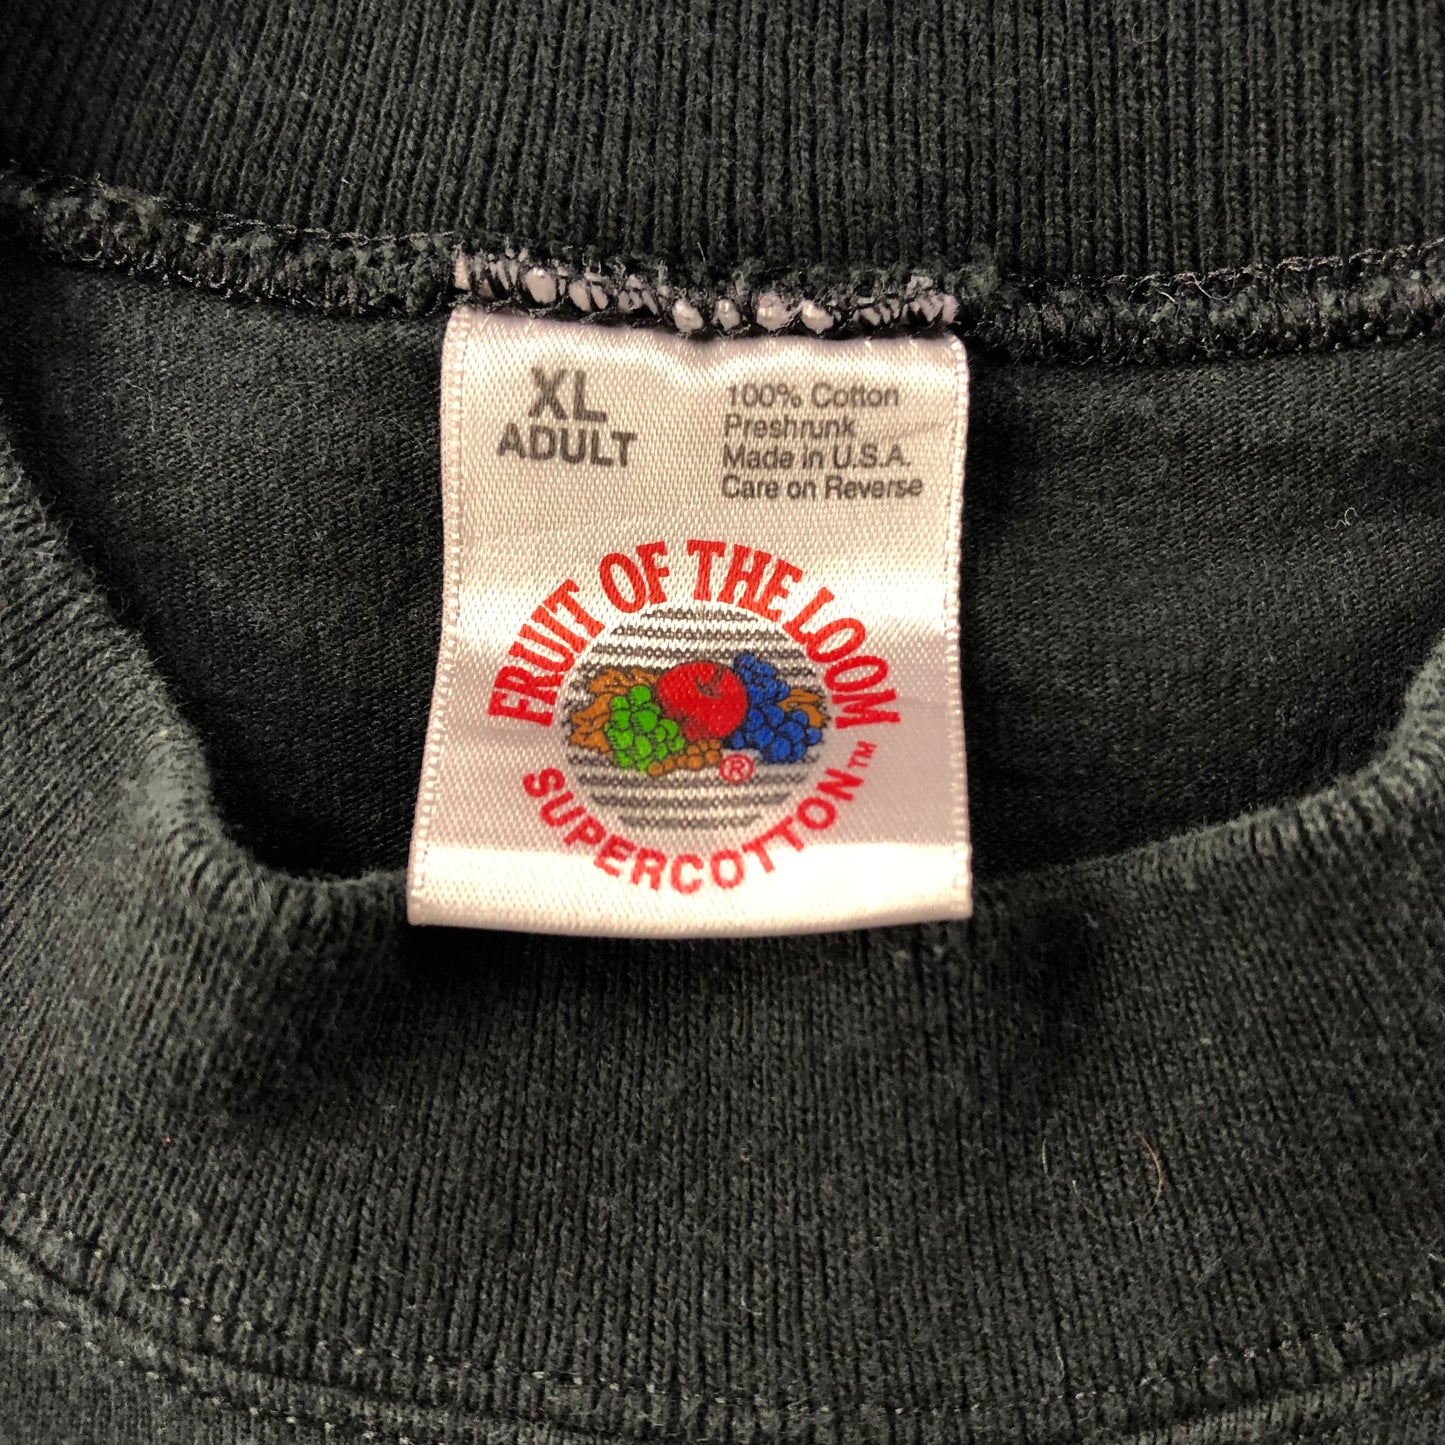 XL
ADULT
100% Cotton
Preshrunk
Made in U.S.A.
Care on Reverse
FRUIT OF THE LOOM
®
SUPERCOTTON™